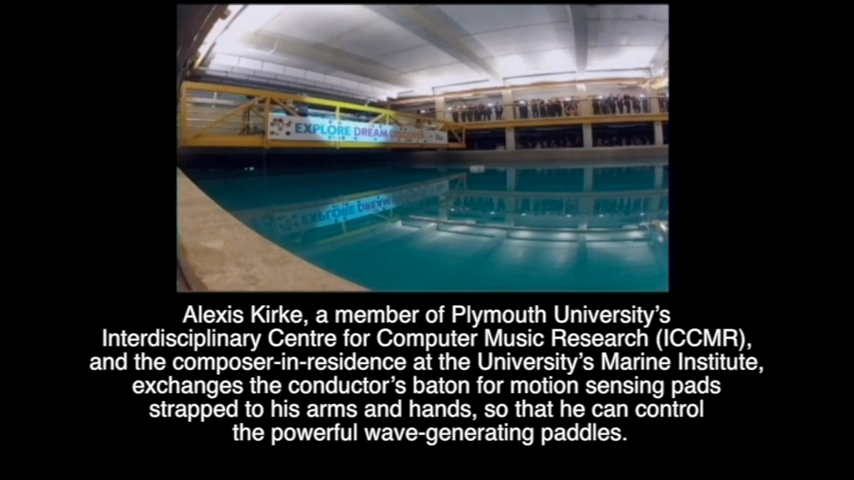 EXPLORE DREAM DISCOVER
Alexis Kirke, a member of Plymouth University's
Interdisciplinary Centre for Computer Music Research (ICCMR),
and the composer-in-residence at the University's Marine Institute,
exchanges the conductor's baton for motion sensing pads
strapped to his arms and hands, so that he can control
the powerful wave-generating paddles.